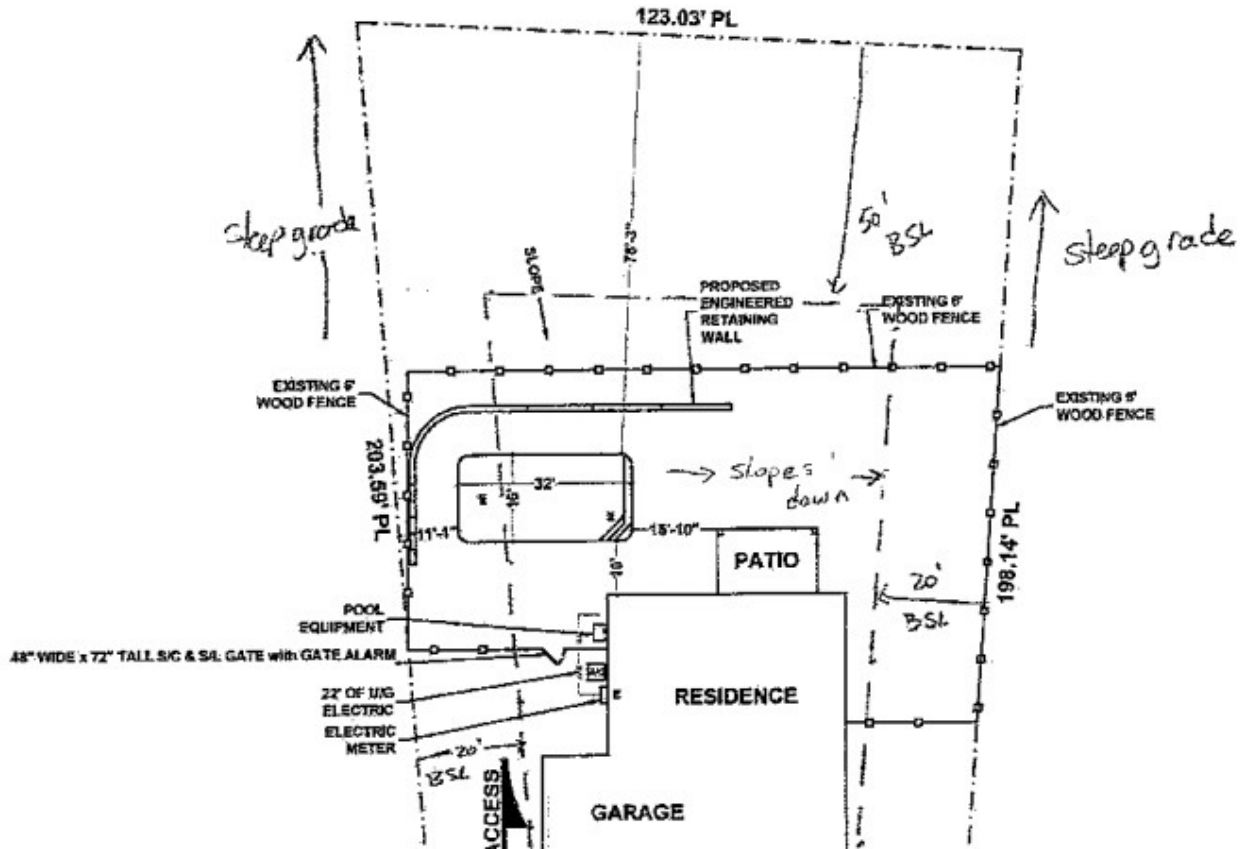 123.03' PL
steep grade
steep grade
50'
BSL
SLOPE
78'-3"
PROPOSED
ENGINEERED
RETAINING
WALL
EXISTING 6'
WOOD FENCE
EXISTING 6'
WOOD FENCE
EXISTING 6'
WOOD FENCE
203.59' PL
32'
16'
11'-1"
slopes
down
15'-10"
10'
PATIO
198.14' PL
20'
BSL
POOL
EQUIPMENT
48" WIDE x 72" TALL S/C & S/L GATE with GATE ALARM
A/C
22' OF U/G
ELECTRIC
ELECTRIC
METER
E
RESIDENCE
20'
BSL
ACCESS
GARAGE